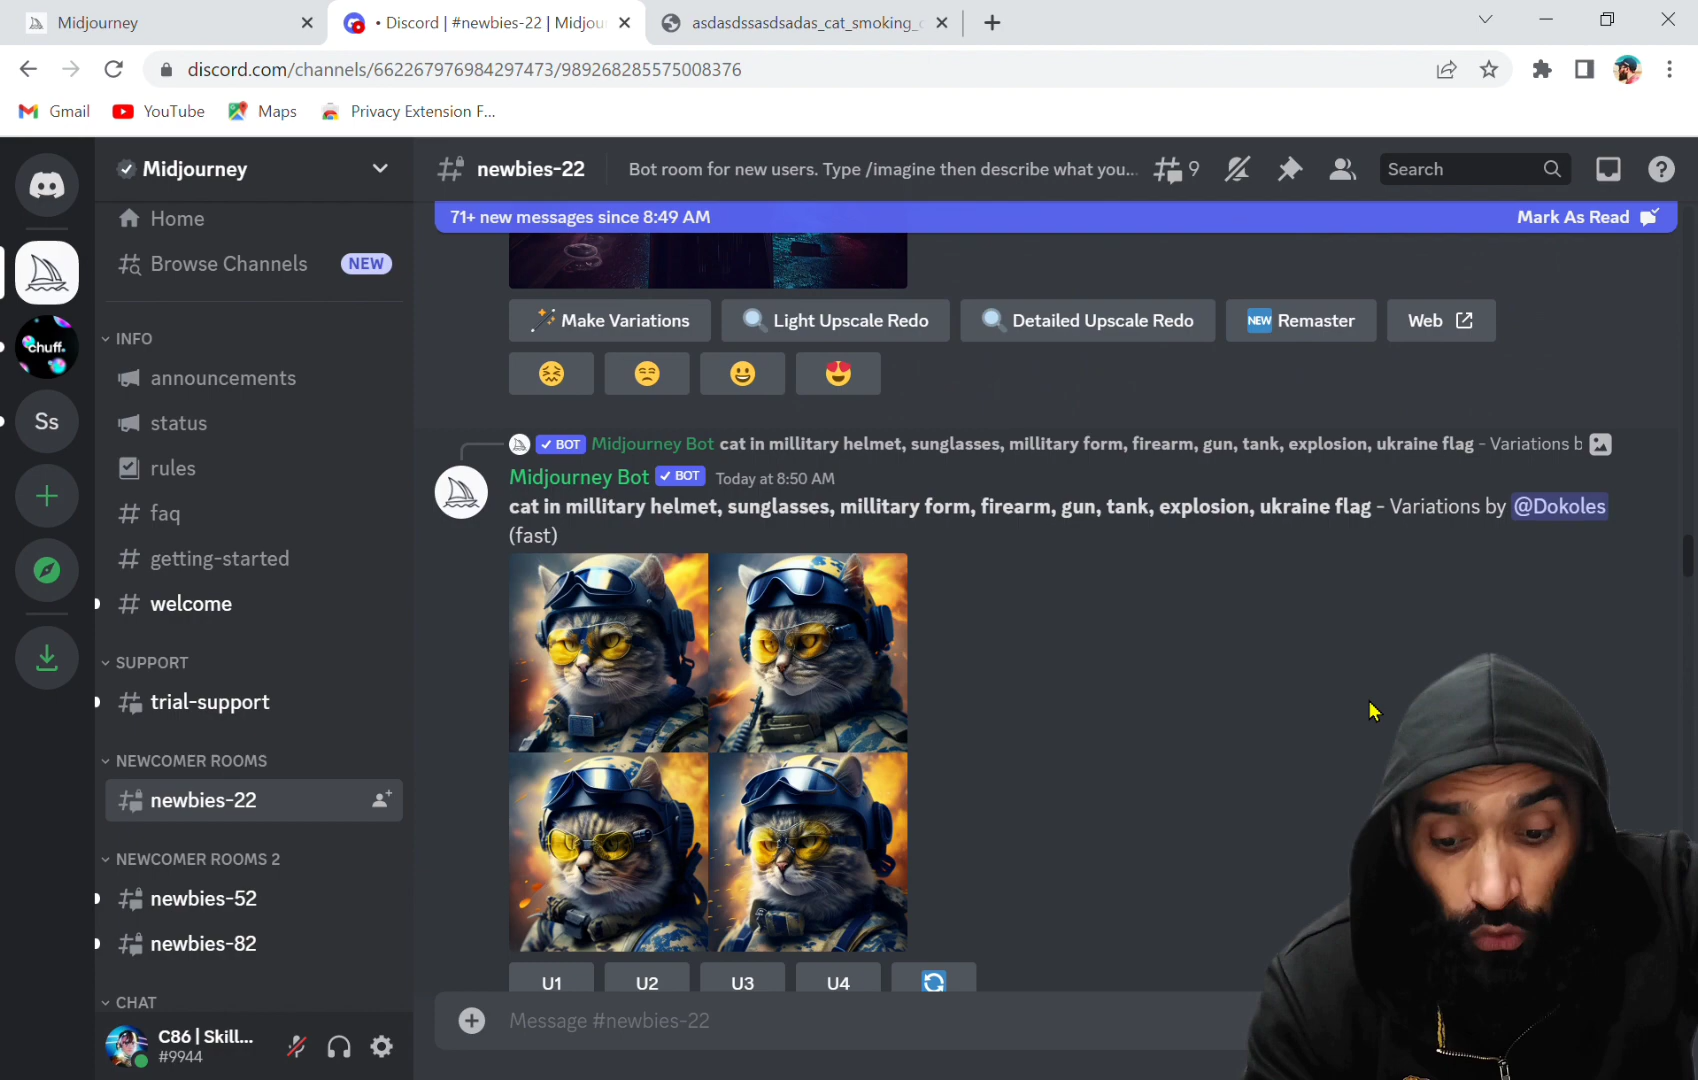 Midjourney
• Discord | #newbies-22 | Midjou
asdasdssasdsadas_cat_smoking_
discord.com/channels/662267976984297473/989268285575008376
Gmail
YouTube
Maps
Privacy Extension F...
Midjourney
newbies-22
Bot room for new users. Type /imagine then describe what you...
9
Search
Home
Browse Channels
NEW
71+ new messages since 8:49 AM
Mark As Read
Make Variations
Light Upscale Redo
Detailed Upscale Redo
NEW Remaster
Web
INFO
announcements
status
rules
faq
getting-started
welcome
SUPPORT
trial-support
NEWCOMER ROOMS
newbies-22
NEWCOMER ROOMS 2
newbies-52
newbies-82
CHAT
chuff.
Ss
BOT Midjourney Bot cat in millitary helmet, sunglasses, millitary form, firearm, gun, tank, explosion, ukraine flag - Variations b
Midjourney Bot BOT Today at 8:50 AM
cat in millitary helmet, sunglasses, millitary form, firearm, gun, tank, explosion, ukraine flag - Variations by @Dokoles
(fast)
U1
U2
U3
U4
Message #newbies-22
C86 | Skill...
#9944